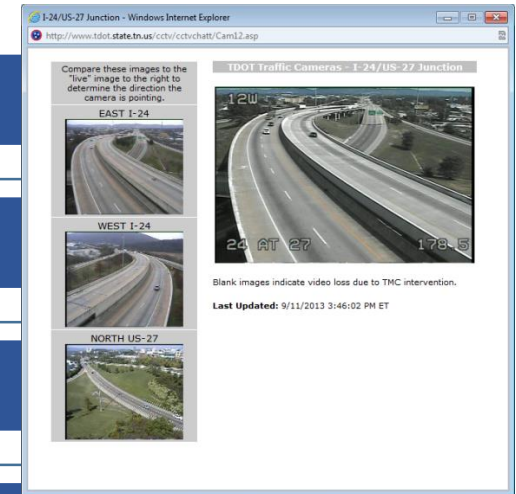 I-24/US-27 Junction - Windows Internet Explorer
http://www.tdot.state.tn.us/cctv/cctvchatt/Cam12.asp
Compare these images to the
"live" image to the right to
determine the direction the
camera is pointing.
EAST I-24
WEST I-24
NORTH US-27
TDOT Traffic Cameras - I-24/US-27 Junction
12W
24 AT 27 178.5
Blank images indicate video loss due to TMC intervention.
Last Updated: 9/11/2013 3:46:02 PM ET